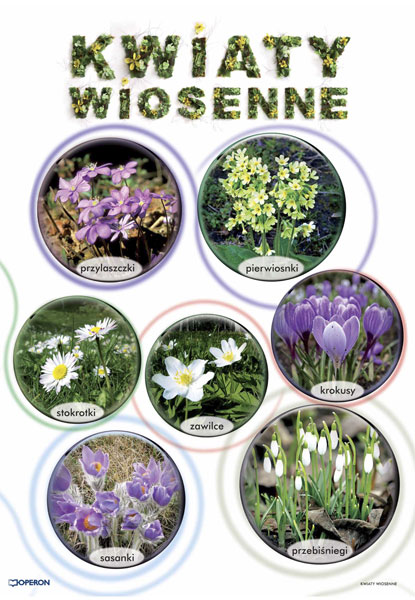 KWIATY
WIOSENNE
przylaszczki
pierwiosnki
krokusy
stokrotki
zawilce
sasanki
przebiśniegi
OPERON
KWIATY WIOSENNE